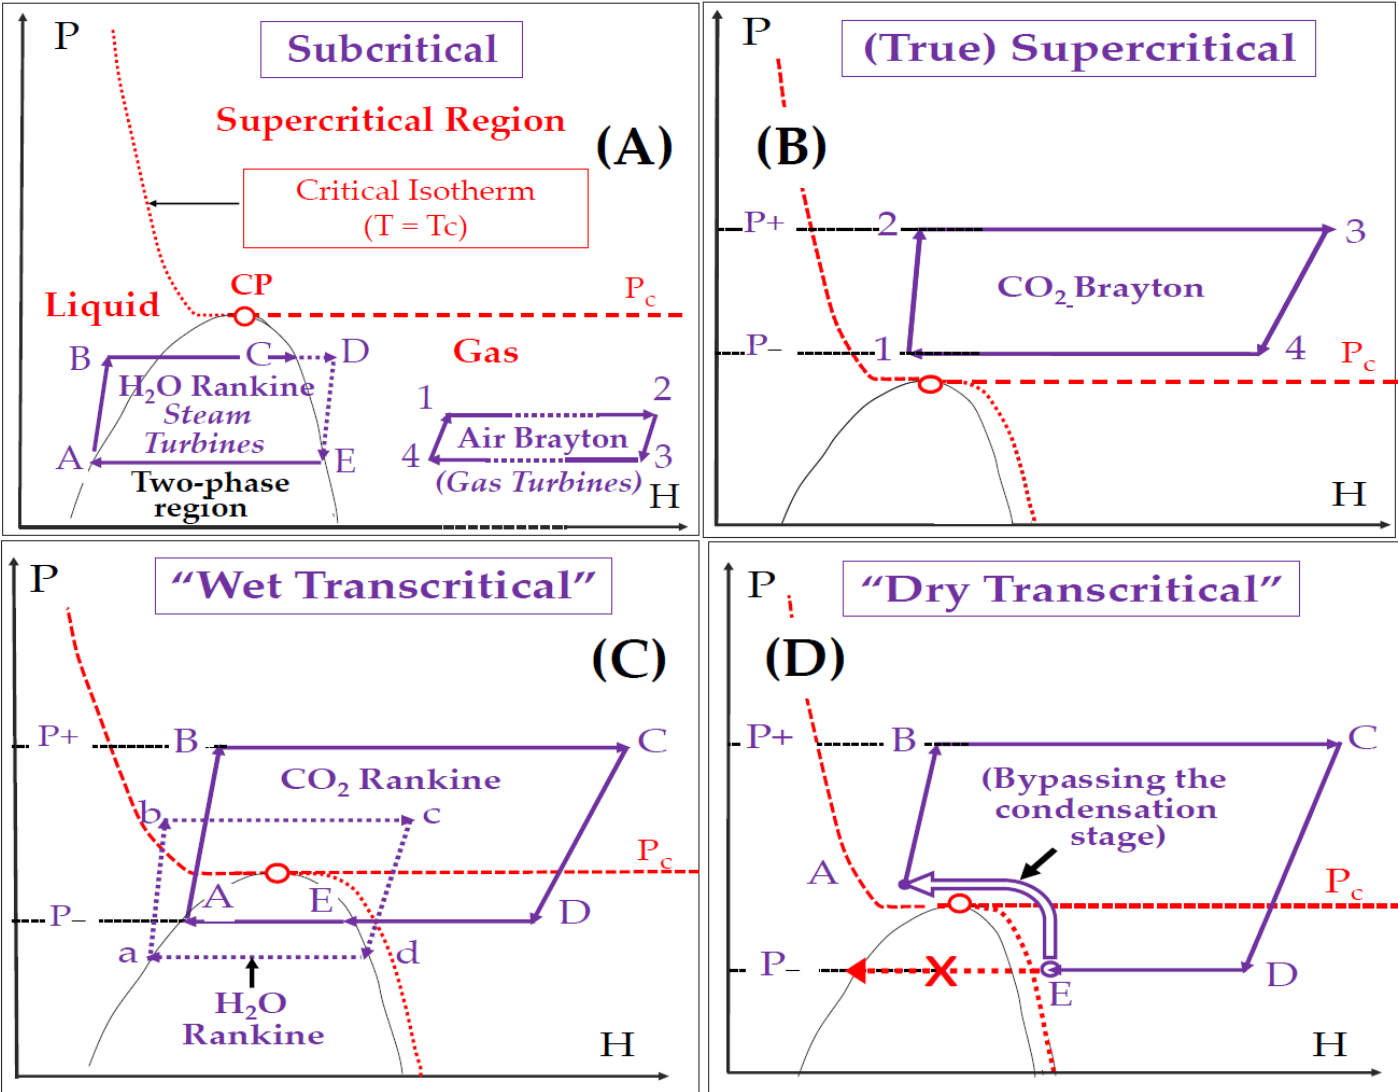 P
Subcritical
Supercritical Region
(A)
Critical Isotherm
(T = Tc)
CP
Liquid
Pc
B
C
D
Gas
H₂O Rankine
Steam
Turbines
A
E
Two-phase
region
1
2
Air Brayton
4
3
(Gas Turbines)
H
P
(True) Supercritical
(B)
P+
2
3
CO₂ Brayton
P−
1
4
Pc
H
P
"Wet Transcritical"
(C)
P+
B
C
CO₂ Rankine
b
c
Pc
A
E
P−
D
a
d
H₂O
Rankine
H
P
"Dry Transcritical"
(D)
P+
B
C
(Bypassing the
condensation
stage)
A
Pc
P−
X
E
D
H